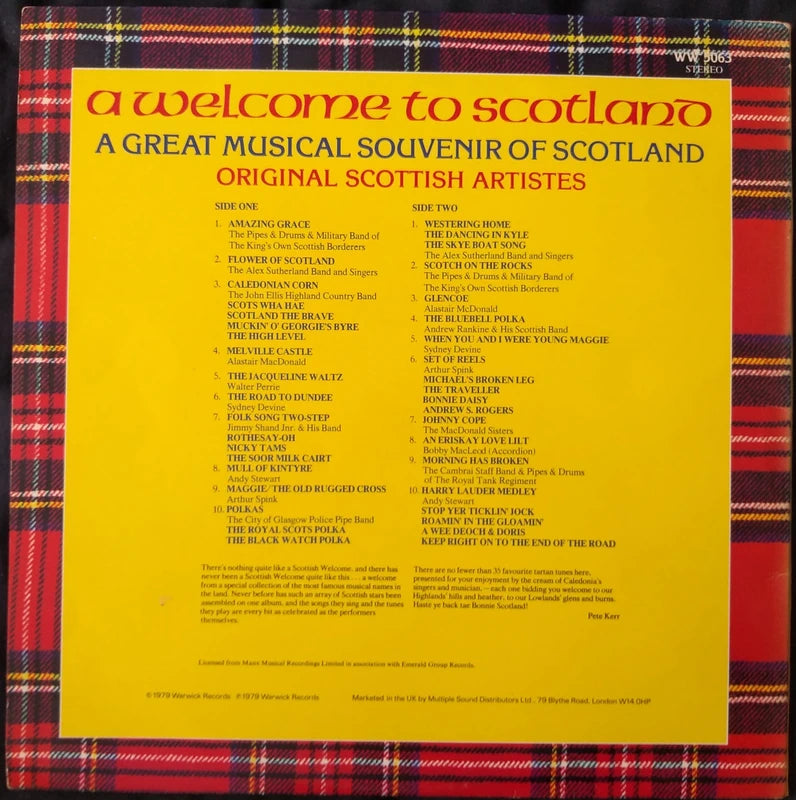 WW 5063
STEREO
a welcome to scotland
A GREAT MUSICAL SOUVENIR OF SCOTLAND
ORIGINAL SCOTTISH ARTISTES
SIDE ONE
1. AMAZING GRACE
The Pipes & Drums & Military Band of
The King's Own Scottish Borderers
2. FLOWER OF SCOTLAND
The Alex Sutherland Band and Singers
3. CALEDONIAN CORN
The John Ellis Highland Country Band
SCOTS WHA HAE
SCOTLAND THE BRAVE
MUCKIN' O' GEORGIE'S BYRE
THE HIGH LEVEL
4. MELVILLE CASTLE
Alastair MacDonald
5. THE JACQUELINE WALTZ
Walter Perrie
6. THE ROAD TO DUNDEE
Sydney Devine
7. FOLK SONG TWO-STEP
Jimmy Shand Jnr. & His Band
ROTHESAY-OH
NICKY TAMS
THE SOOR MILK CAIRT
8. MULL OF KINTYRE
Andy Stewart
9. MAGGIE/THE OLD RUGGED CROSS
Arthur Spink
10. POLKAS
The City of Glasgow Police Pipe Band
THE ROYAL SCOTS POLKA
THE BLACK WATCH POLKA
SIDE TWO
1. WESTERING HOME
THE DANCING IN KYLE
THE SKYE BOAT SONG
The Alex Sutherland Band and Singers
2. SCOTCH ON THE ROCKS
The Pipes & Drums & Military Band of
The King's Own Scottish Borderers
3. GLENCOE
Alastair McDonald
4. THE BLUEBELL POLKA
Andrew Rankine & His Scottish Band
5. WHEN YOU AND I WERE YOUNG MAGGIE
Sydney Devine
6. SET OF REELS
Arthur Spink
MICHAEL'S BROKEN LEG
THE TRAVELLER
BONNIE DAISY
ANDREW S. ROGERS
7. JOHNNY COPE
The MacDonald Sisters
8. AN ERISKAY LOVE LILT
Bobby MacLeod (Accordion)
9. MORNING HAS BROKEN
The Cambrai Staff Band & Pipes & Drums
of The Royal Tank Regiment
10. HARRY LAUDER MEDLEY
Andy Stewart
STOP YER TICKLIN' JOCK
ROAMIN' IN THE GLOAMIN'
A WEE DEOCH & DORIS
KEEP RIGHT ON TO THE END OF THE ROAD
There's nothing quite like a Scottish Welcome, and there has
never been a Scottish Welcome quite like this . . . a welcome
from a special collection of the most famous musical names in
the land. Never before has such an array of Scottish stars been
assembled on one album, and the songs they sing and the tunes
they play are every bit as celebrated as the performers
themselves.
There are no fewer than 35 favourite tartan tunes here,
presented for your enjoyment by the cream of Caledonia's
singers and musician, – each one bidding you welcome to our
Highlands' hills and heather, to our Lowlands' glens and burns.
Haste ye back tae Bonnie Scotland!
Pete Kerr
Licensed from Manx Musical Recordings Limited in association with Emerald Group Records.
© 1979 Warwick Records ℗ 1979 Warwick Records
Marketed in the UK by Multiple Sound Distributors Ltd., 79 Blythe Road, London W14 0HP